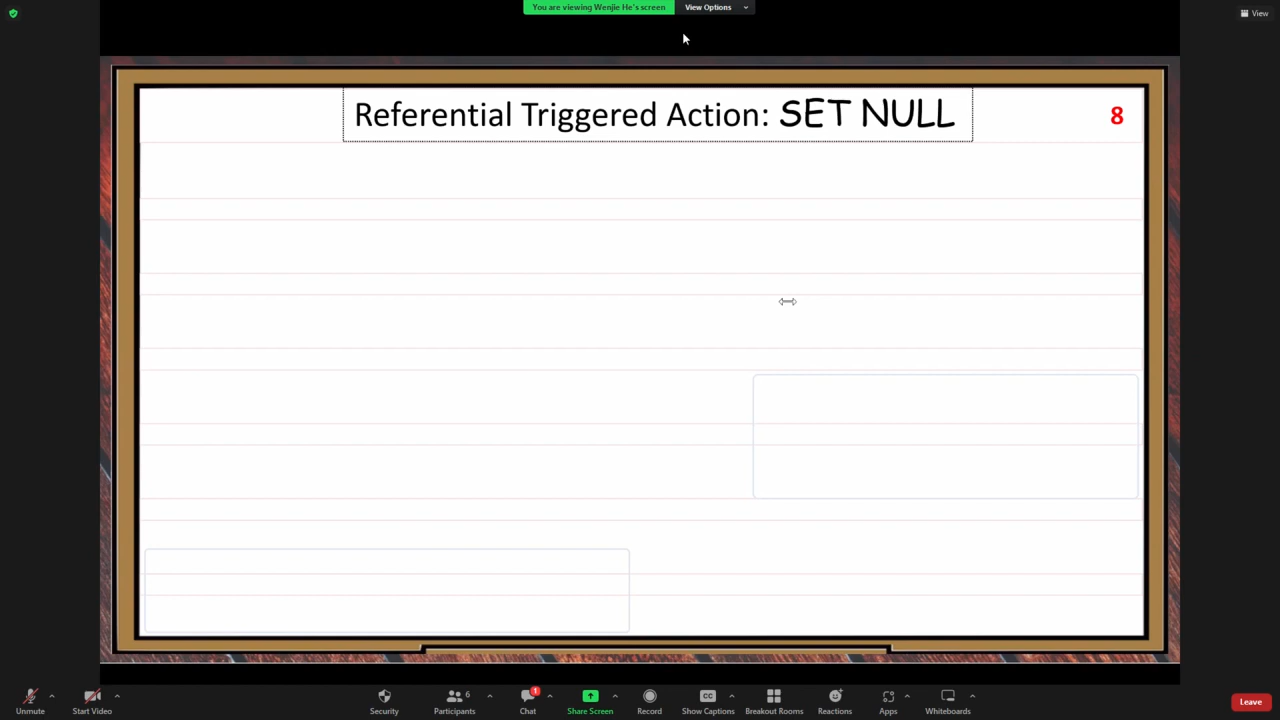 You are viewing Wenjie He's screen
View Options
View
Referential Triggered Action: SET NULL
8
Unmute
Start Video
Security
6
Participants
1
Chat
Share Screen
Record
CC
Show Captions
Breakout Rooms
Reactions
Apps
Whiteboards
Leave